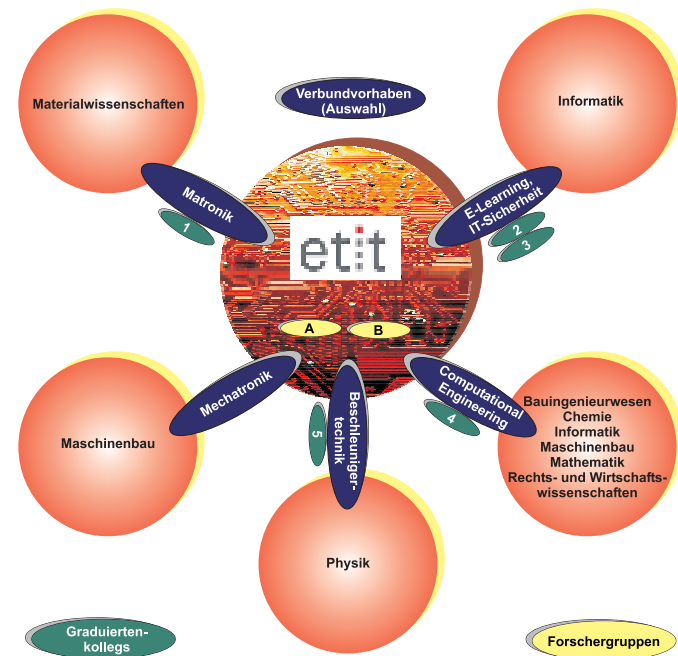 Verbundvorhaben
(Auswahl)
Materialwissenschaften
Informatik
Matronik
1
E-Learning,
IT-Sicherheit
2
3
etit
A
B
Mechatronik
Beschleuniger-
technik
5
Computational
Engineering
4
Maschinenbau
Bauingenieurwesen
Chemie
Informatik
Maschinenbau
Mathematik
Rechts- und Wirtschafts-
wissenschaften
Physik
Graduierten-
kollegs
Forschergruppen